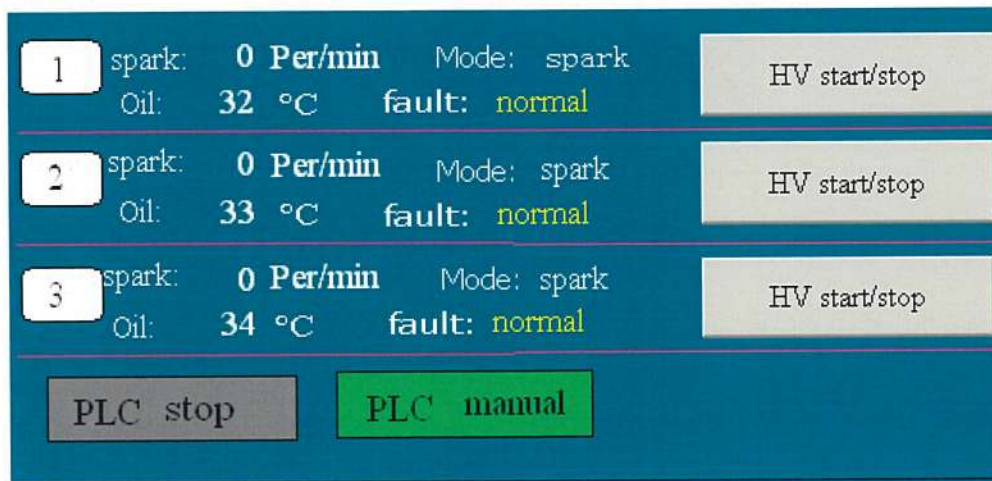 1 spark: 0 Per/min Mode: spark HV start/stop
Oil: 32 °C fault: normal
2 spark: 0 Per/min Mode: spark HV start/stop
Oil: 33 °C fault: normal
3 spark: 0 Per/min Mode: spark HV start/stop
Oil: 34 °C fault: normal
PLC stop PLC manual